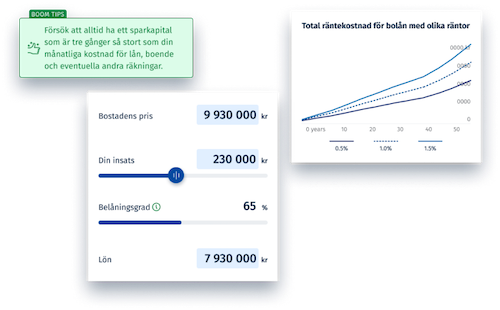 BOOM TIPS
Försök att alltid ha ett sparkapital
som är tre gånger så stort som din
månatliga kostnad för lån, boende
och eventuella andra räkningar.
Total räntekostnad för bolån med olika räntor
0000 kr
0000
0000
0000
0
0 years 10 20 30 40 50
0.5% 1.0% 1.5%
Bostadens pris 9 930 000 kr
Din insats 230 000 kr
Belåningsgrad 65 %
Lön 7 930 000 kr